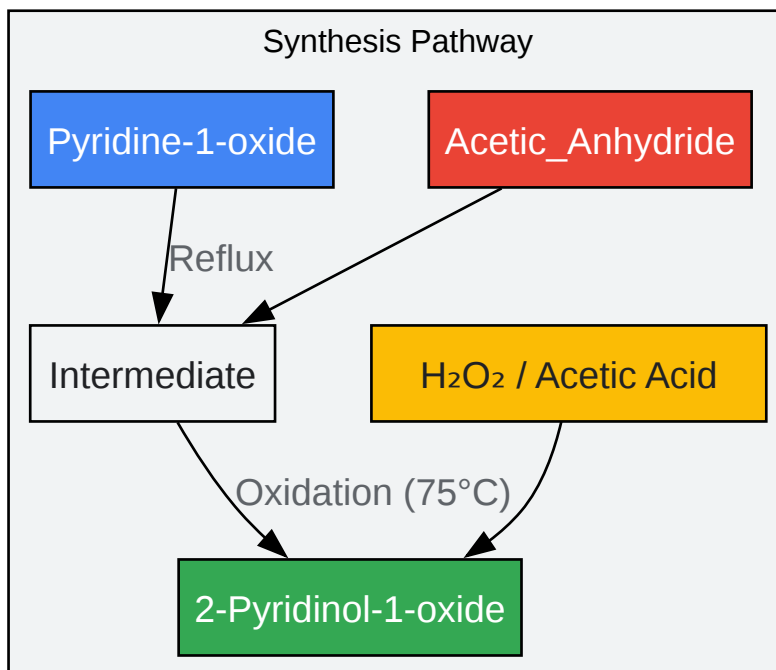 Synthesis Pathway
Pyridine-1-oxide
Acetic_Anhydride
Reflux
Intermediate
H₂O₂ / Acetic Acid
Oxidation (75°C)
2-Pyridinol-1-oxide